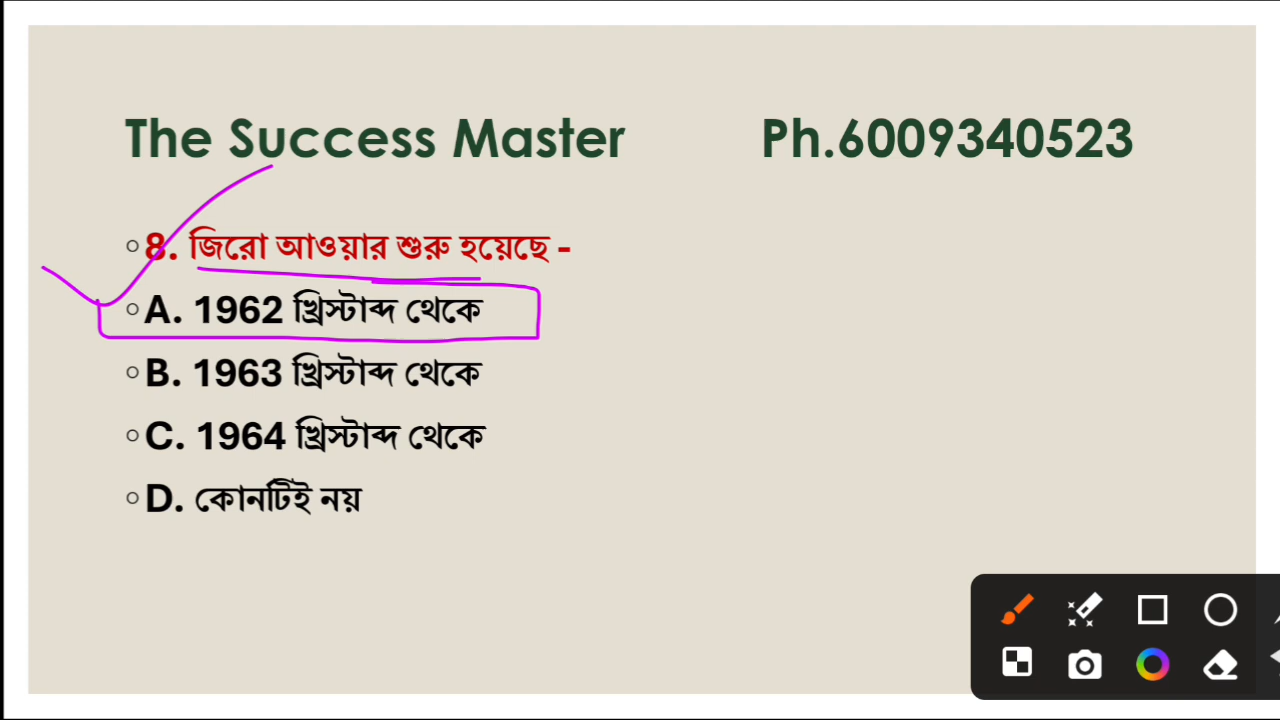 The Success Master Ph.6009340523
8. জিরো আওয়ার শুরু হয়েছে -
A. 1962 খ্রিস্টাব্দ থেকে
B. 1963 খ্রিস্টাব্দ থেকে
C. 1964 খ্রিস্টাব্দ থেকে
D. কোনটিই নয়